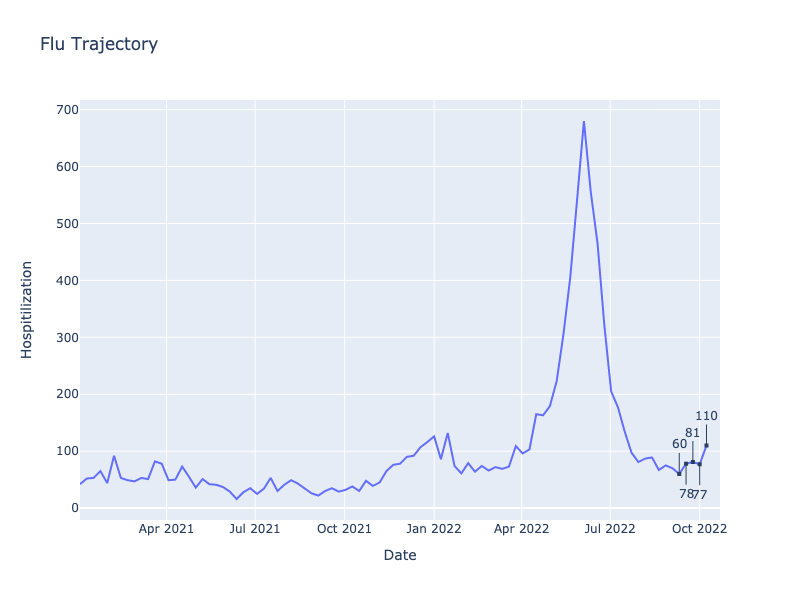 Flu Trajectory
Hospitilization
700
600
500
400
300
200
100
0
110
81
60
78
77
Apr 2021
Jul 2021
Oct 2021
Jan 2022
Apr 2022
Jul 2022
Oct 2022
Date